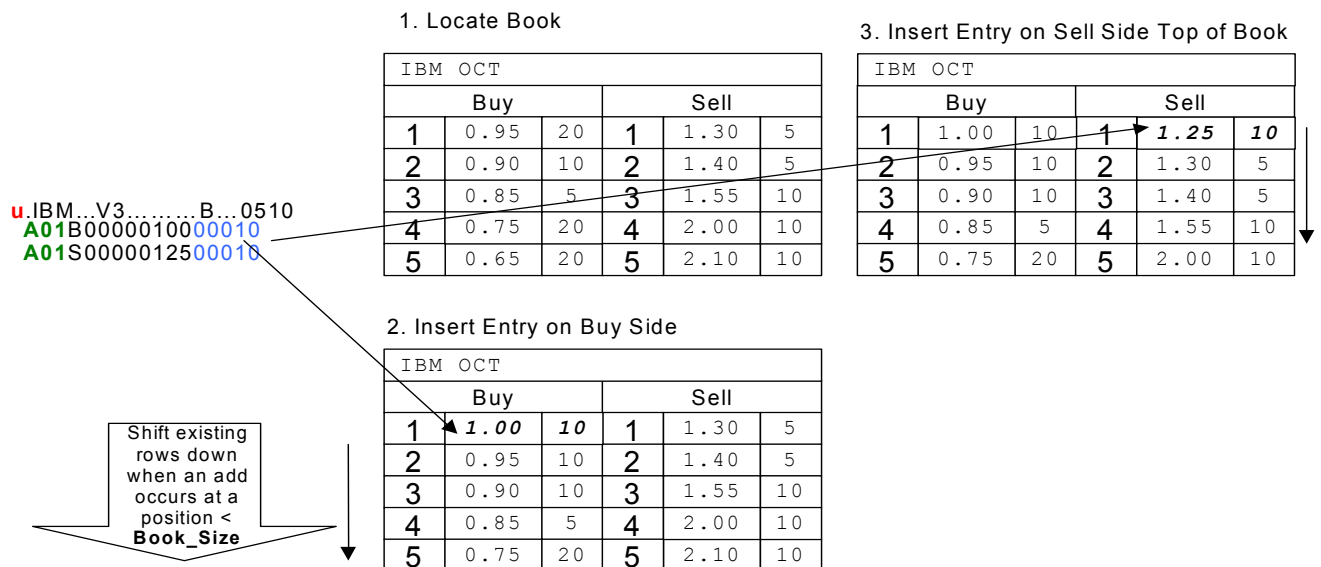 1. Locate Book
IBM OCT
Buy Sell
1 0.95 20 1 1.30 5
2 0.90 10 2 1.40 5
3 0.85 5 3 1.55 10
4 0.75 20 4 2.00 10
5 0.65 20 5 2.10 10
3. Insert Entry on Sell Side Top of Book
IBM OCT
Buy Sell
1 1.00 10 1 1.25 10
2 0.95 10 2 1.30 5
3 0.90 10 3 1.40 5
4 0.85 5 4 1.55 10
5 0.75 20 5 2.00 10
u.IBM...V3.........B...0510
A01B0000010000010
A01S0000012500010
2. Insert Entry on Buy Side
IBM OCT
Buy Sell
1 1.00 10 1 1.30 5
2 0.95 10 2 1.40 5
3 0.90 10 3 1.55 10
4 0.85 5 4 2.00 10
5 0.75 20 5 2.10 10
Shift existing
rows down
when an add
occurs at a
position <
Book_Size